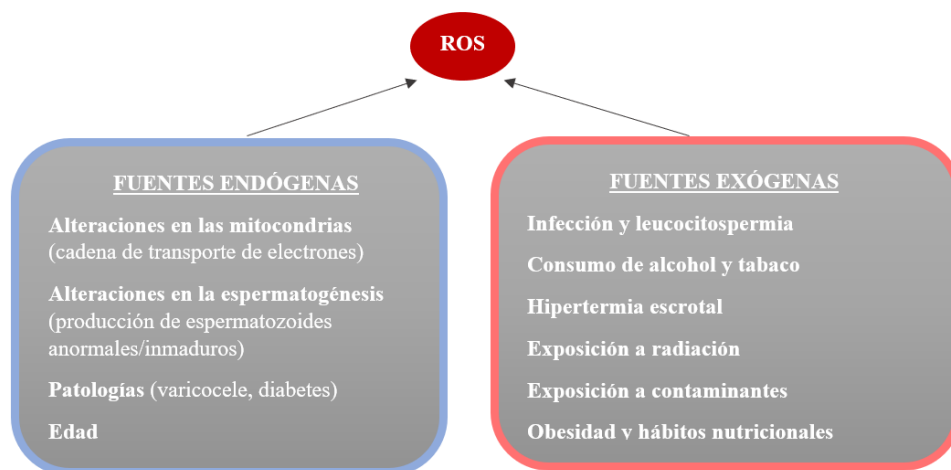 ROS
FUENTES ENDÓGENAS
Alteraciones en las mitocondrias
(cadena de transporte de electrones)
Alteraciones en la espermatogénesis
(producción de espermatozoides
anormales/inmaduros)
Patologías (varicocele, diabetes)
Edad
FUENTES EXÓGENAS
Infección y leucocitospermia
Consumo de alcohol y tabaco
Hipertermia escrotal
Exposición a radiación
Exposición a contaminantes
Obesidad y hábitos nutricionales